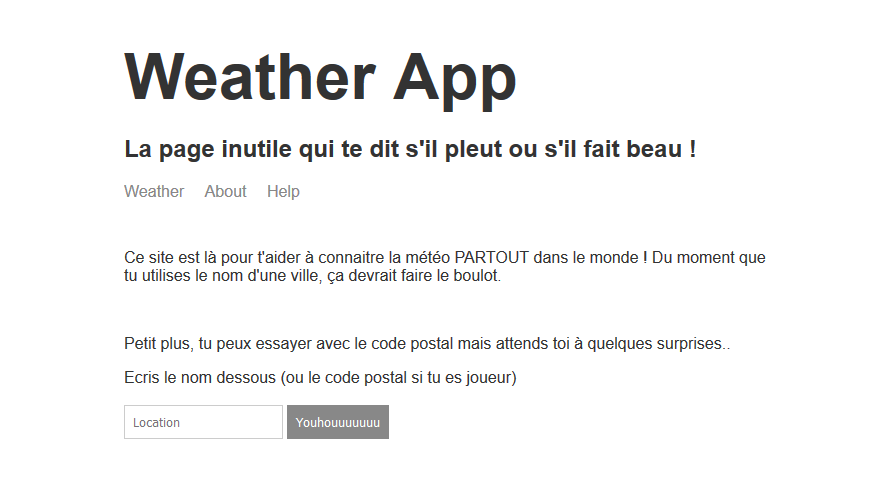 Weather App
La page inutile qui te dit s'il pleut ou s'il fait beau !
Weather About Help
Ce site est là pour t'aider à connaitre la météo PARTOUT dans le monde ! Du moment que
tu utilises le nom d'une ville, ça devrait faire le boulot.
Petit plus, tu peux essayer avec le code postal mais attends toi à quelques surprises..
Ecris le nom dessous (ou le code postal si tu es joueur)
Location Youhouuuuuuu